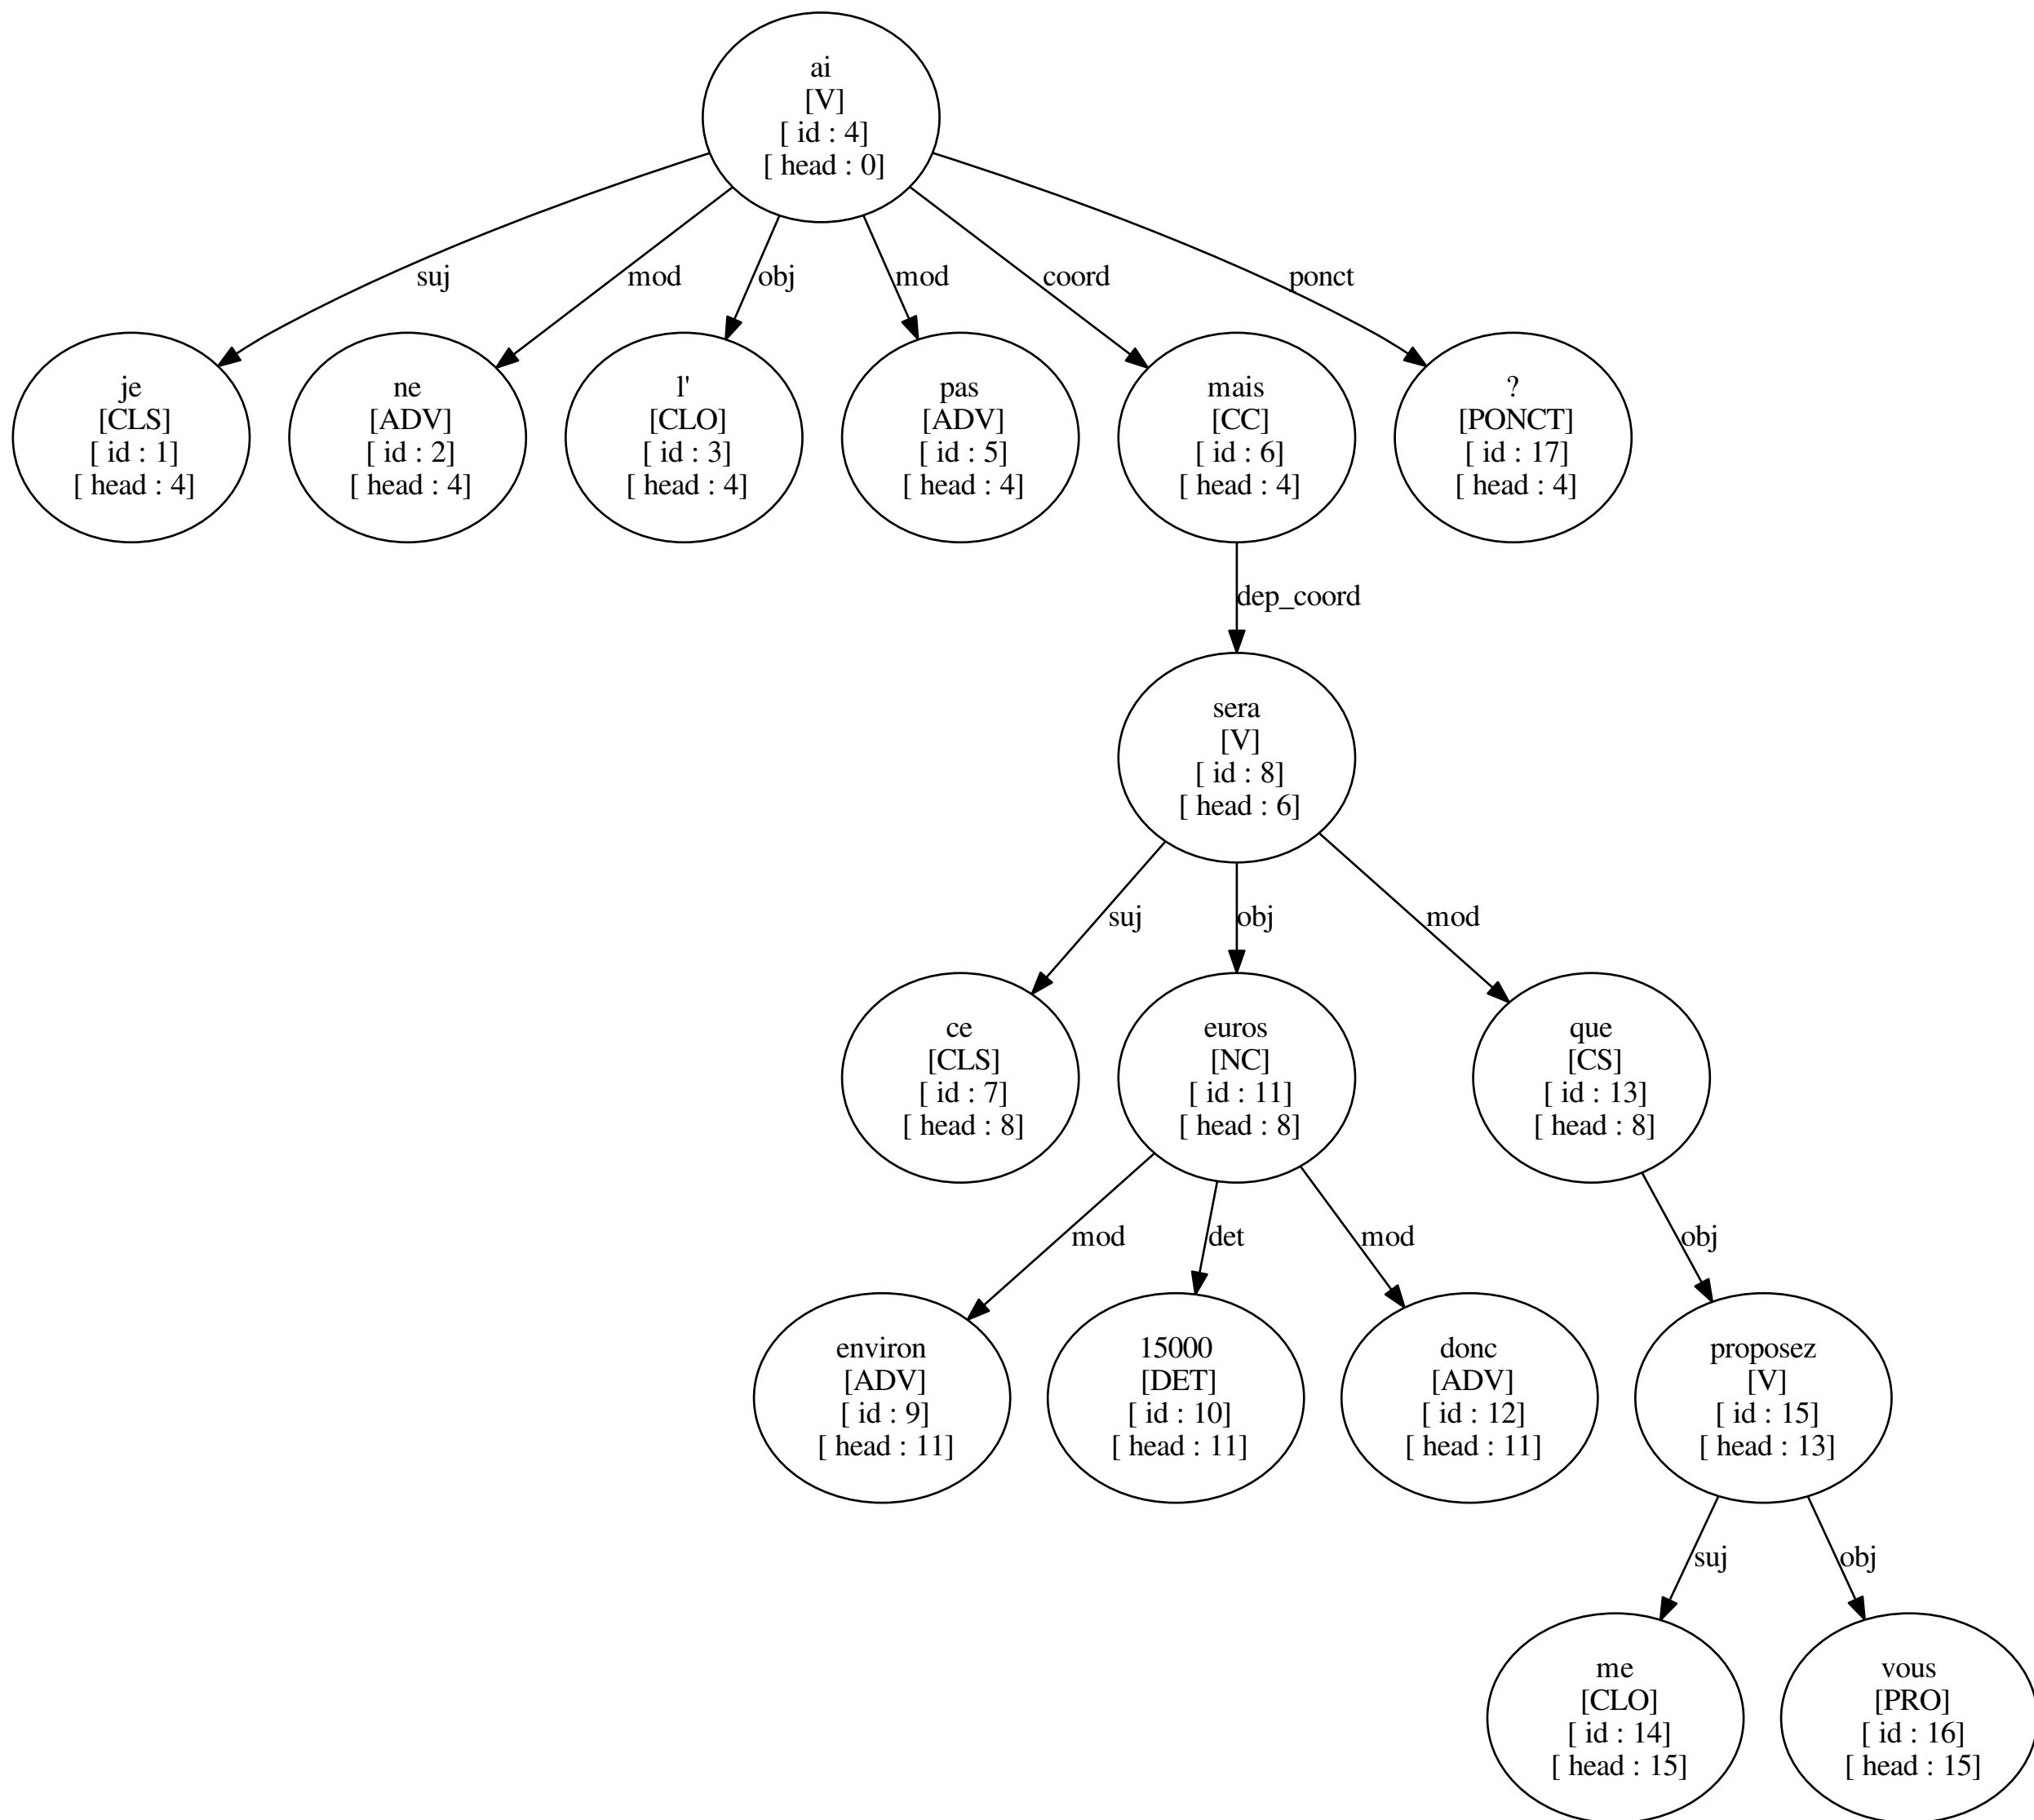 ai
[V]
[ id : 4]
[ head : 0]
suj
mod
obj
mod
coord
ponct
je
[CLS]
[ id : 1]
[ head : 4]
ne
[ADV]
[ id : 2]
[ head : 4]
l'
[CLO]
[ id : 3]
[ head : 4]
pas
[ADV]
[ id : 5]
[ head : 4]
mais
[CC]
[ id : 6]
[ head : 4]
?
[PONCT]
[ id : 17]
[ head : 4]
dep_coord
sera
[V]
[ id : 8]
[ head : 6]
suj
obj
mod
ce
[CLS]
[ id : 7]
[ head : 8]
euros
[NC]
[ id : 11]
[ head : 8]
que
[CS]
[ id : 13]
[ head : 8]
mod
det
mod
obj
environ
[ADV]
[ id : 9]
[ head : 11]
15000
[DET]
[ id : 10]
[ head : 11]
donc
[ADV]
[ id : 12]
[ head : 11]
proposez
[V]
[ id : 15]
[ head : 13]
suj
obj
me
[CLO]
[ id : 14]
[ head : 15]
vous
[PRO]
[ id : 16]
[ head : 15]